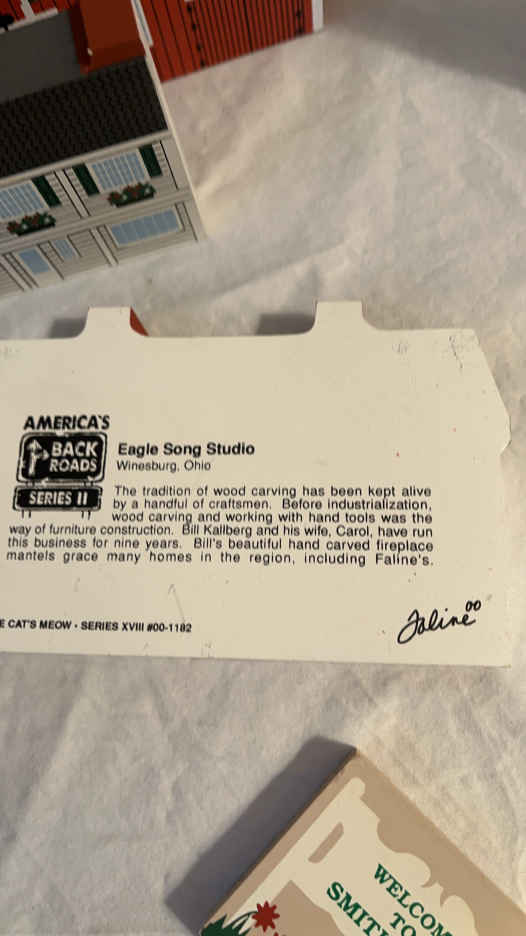 AMERICA'S
BACK
ROADS
SERIES II
Eagle Song Studio
Winesburg, Ohio
The tradition of wood carving has been kept alive
by a handful of craftsmen. Before industrialization,
wood carving and working with hand tools was the
way of furniture construction. Bill Kallberg and his wife, Carol, have run
this business for nine years. Bill's beautiful hand carved fireplace
mantels grace many homes in the region, including Faline's.
E CAT'S MEOW • SERIES XVIII #00-1182
Faline 00
WELCOM
TO
SMITH